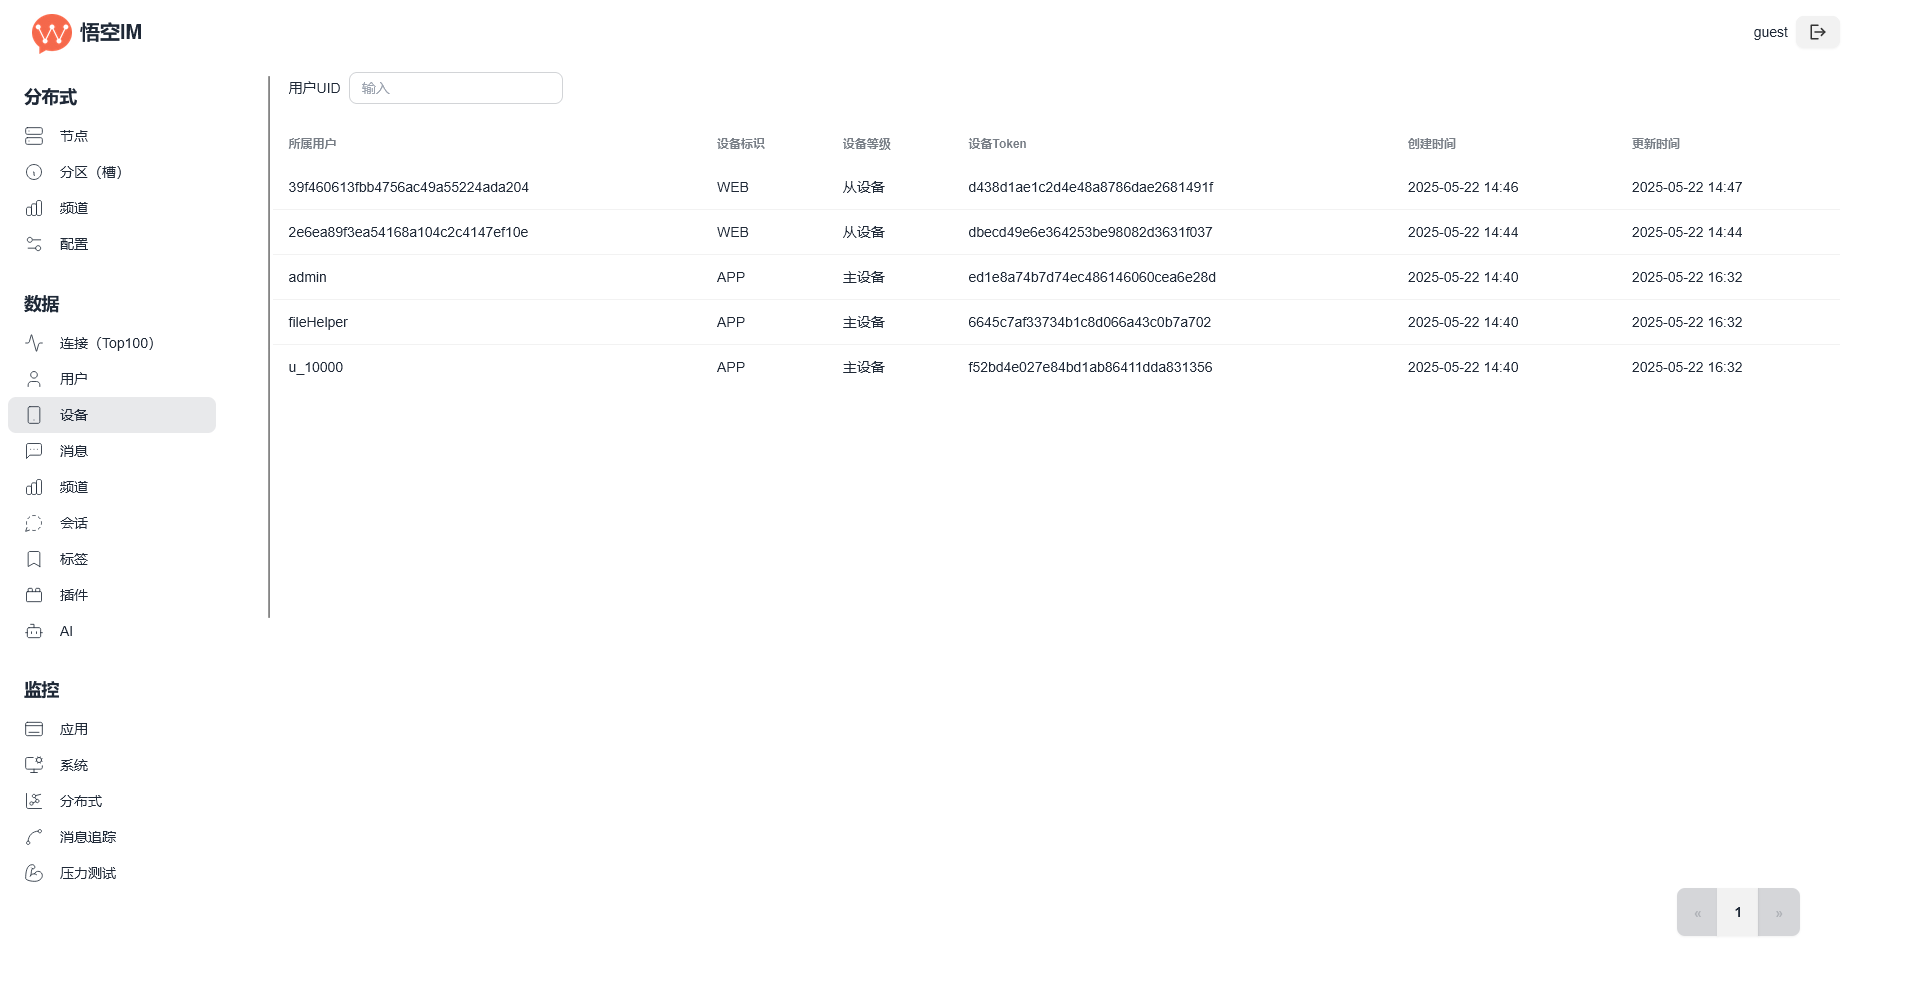 悟空IM
guest
分布式
节点
分区（槽）
频道
配置
数据
连接（Top100）
用户
设备
消息
频道
会话
标签
插件
AI
监控
应用
系统
分布式
消息追踪
压力测试
用户UID 输入
所属用户 设备标识 设备等级 设备Token 创建时间 更新时间
39f460613fbb4756ac49a55224ada204 WEB 从设备 d438d1ae1c2d4e48a8786dae2681491f 2025-05-22 14:46 2025-05-22 14:47
2e6ea89f3ea54168a104c2c4147ef10e WEB 从设备 dbecd49e6e364253be98082d3631f037 2025-05-22 14:44 2025-05-22 14:44
admin APP 主设备 ed1e8a74b7d74ec486146060cea6e28d 2025-05-22 14:40 2025-05-22 16:32
fileHelper APP 主设备 6645c7af33734b1c8d066a43c0b7a702 2025-05-22 14:40 2025-05-22 16:32
u_10000 APP 主设备 f52bd4e027e84bd1ab86411dda831356 2025-05-22 14:40 2025-05-22 16:32
« 1 »